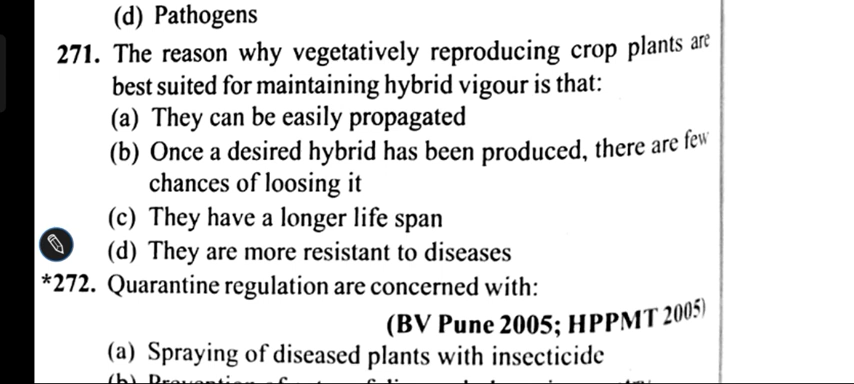 (d) Pathogens
271. The reason why vegetatively reproducing crop plants are
best suited for maintaining hybrid vigour is that:
(a) They can be easily propagated
(b) Once a desired hybrid has been produced, there are few
chances of loosing it
(c) They have a longer life span
(d) They are more resistant to diseases
*272. Quarantine regulation are concerned with:
(BV Pune 2005; HPPMT 2005)
(a) Spraying of diseased plants with insecticide